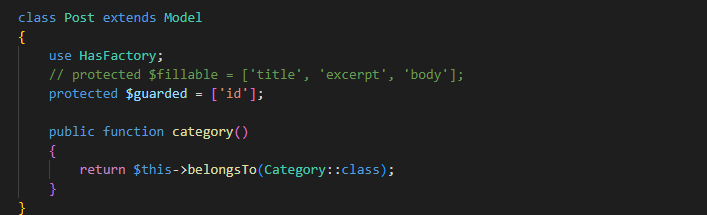 class Post extends Model
{
    use HasFactory;
    // protected $fillable = ['title', 'excerpt', 'body'];
    protected $guarded = ['id'];

    public function category()
    {
        return $this->belongsTo(Category::class);
    }
}